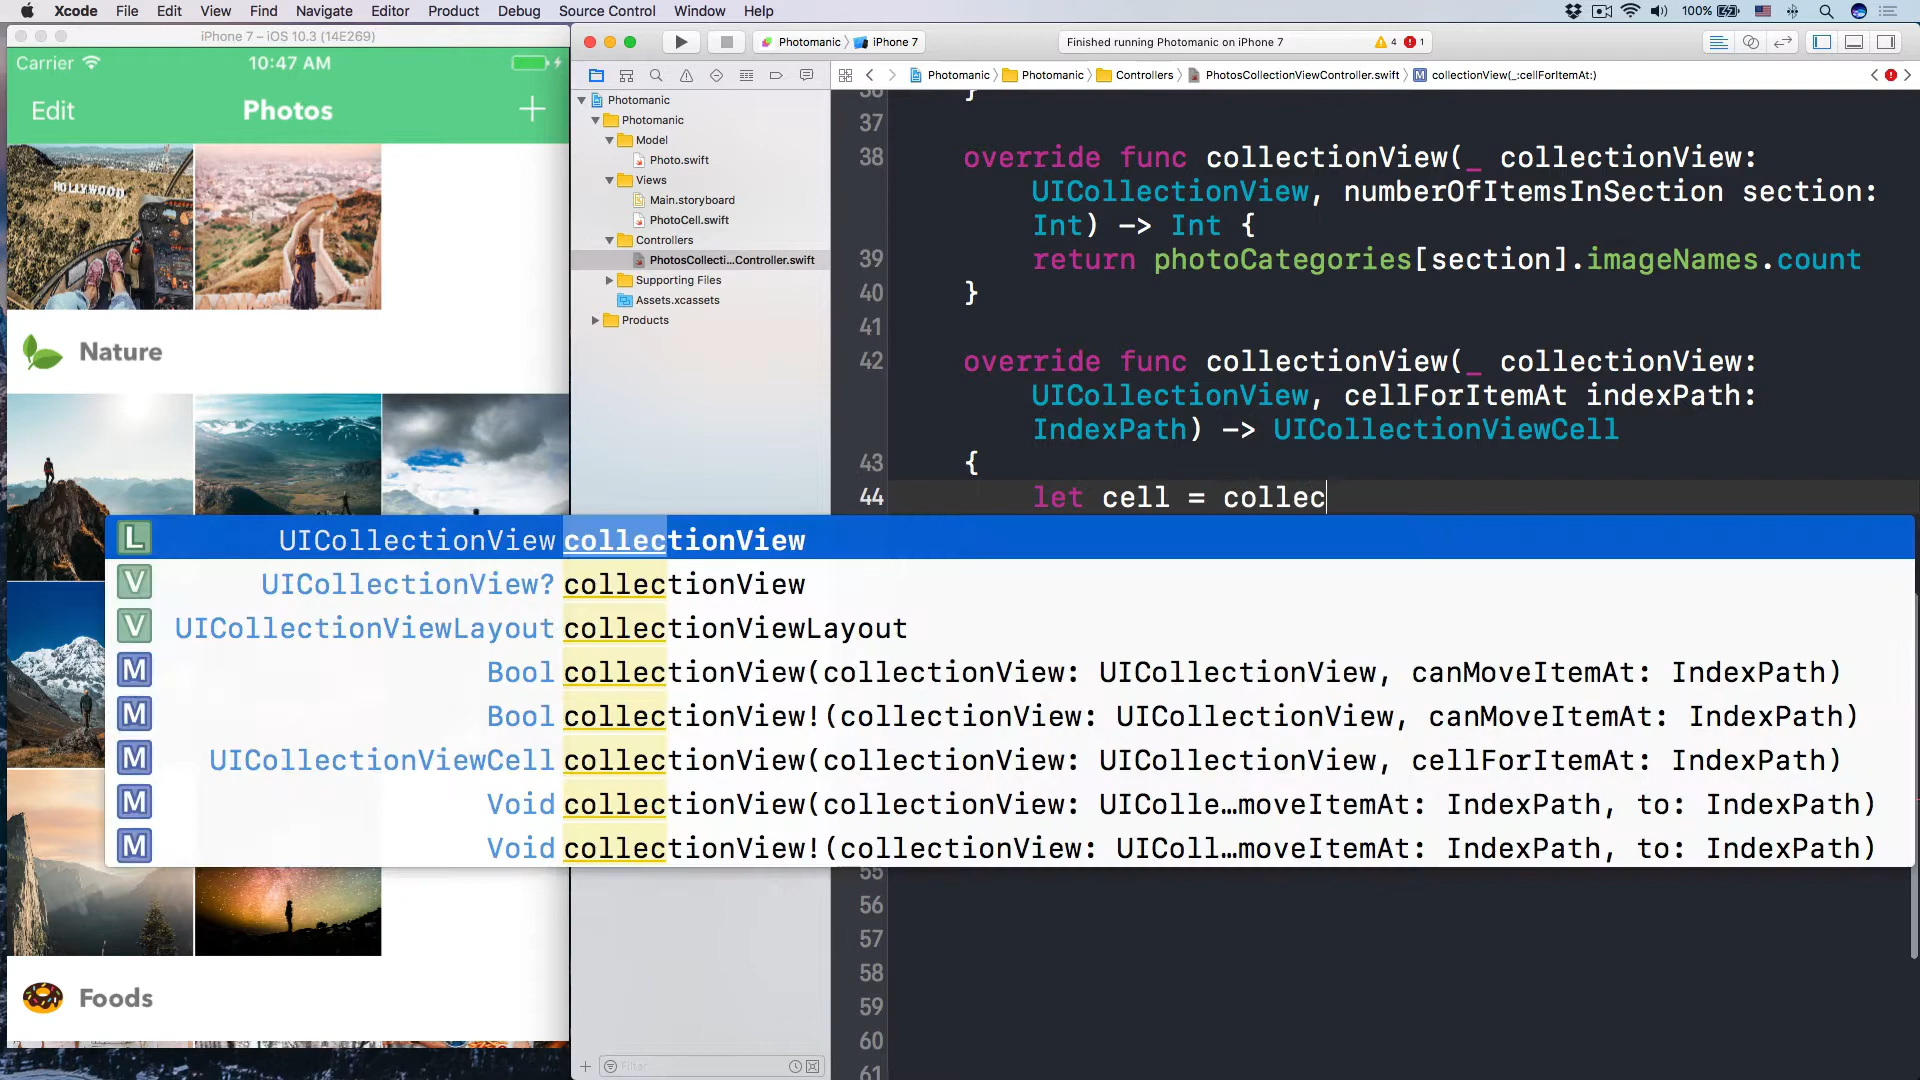 Xcode File Edit View Find Navigate Editor Product Debug Source Control Window Help
100%
iPhone 7 – iOS 10.3 (14E269)
Carrier 10:47 AM
Edit Photos +
HOLLYWOOD
Nature
Foods
Photomanic iPhone 7
Finished running Photomanic on iPhone 7
4 1
Photomanic Photomanic Controllers PhotosCollectionViewController.swift M collectionView(_:cellForItemAt:)
Photomanic
Photomanic
Model
Photo.swift
Views
Main.storyboard
PhotoCell.swift
Controllers
PhotosCollecti...Controller.swift
Supporting Files
Assets.xcassets
Products
Filter
36 }
37
38 override func collectionView(_ collectionView:
UICollectionView, numberOfItemsInSection section:
Int) -> Int {
39 return photoCategories[section].imageNames.count
40 }
41
42 override func collectionView(_ collectionView:
UICollectionView, cellForItemAt indexPath:
IndexPath) -> UICollectionViewCell
43 {
44 let cell = collec
L UICollectionView collectionView
V UICollectionView? collectionView
V UICollectionViewLayout collectionViewLayout
M Bool collectionView(collectionView: UICollectionView, canMoveItemAt: IndexPath)
M Bool collectionView!(collectionView: UICollectionView, canMoveItemAt: IndexPath)
M UICollectionViewCell collectionView(collectionView: UICollectionView, cellForItemAt: IndexPath)
M Void collectionView(collectionView: UIColle…moveItemAt: IndexPath, to: IndexPath)
M Void collectionView!(collectionView: UIColl…moveItemAt: IndexPath, to: IndexPath)
55
56
57
58
59
60
61